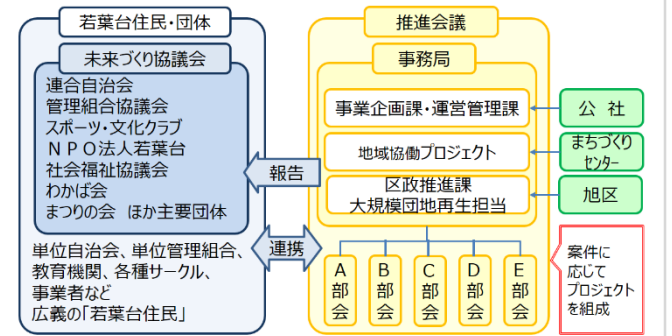 若葉台住民・団体
未来づくり協議会
連合自治会
管理組合協議会
スポーツ・文化クラブ
ＮＰＯ法人若葉台
社会福祉協議会
わかば会
まつりの会 ほか主要団体
単位自治会、単位管理組合、
教育機関、各種サークル、
事業者など
広義の「若葉台住民」
報告
連携
推進会議
事務局
事業企画課・運営管理課
地域協働プロジェクト
区政推進課
大規模団地再生担当
A部会
B部会
C部会
D部会
E部会
公 社
まちづくり
センター
旭区
案件に
応じて
プロジェクト
を組成